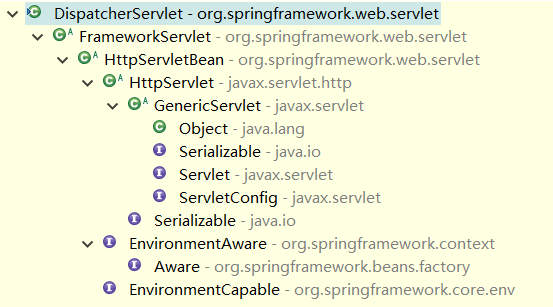 DispatcherServlet - org.springframework.web.servlet
FrameworkServlet - org.springframework.web.servlet
HttpServletBean - org.springframework.web.servlet
HttpServlet - javax.servlet.http
GenericServlet - javax.servlet
Object - java.lang
Serializable - java.io
Servlet - javax.servlet
ServletConfig - javax.servlet
Serializable - java.io
EnvironmentAware - org.springframework.context
Aware - org.springframework.beans.factory
EnvironmentCapable - org.springframework.core.env